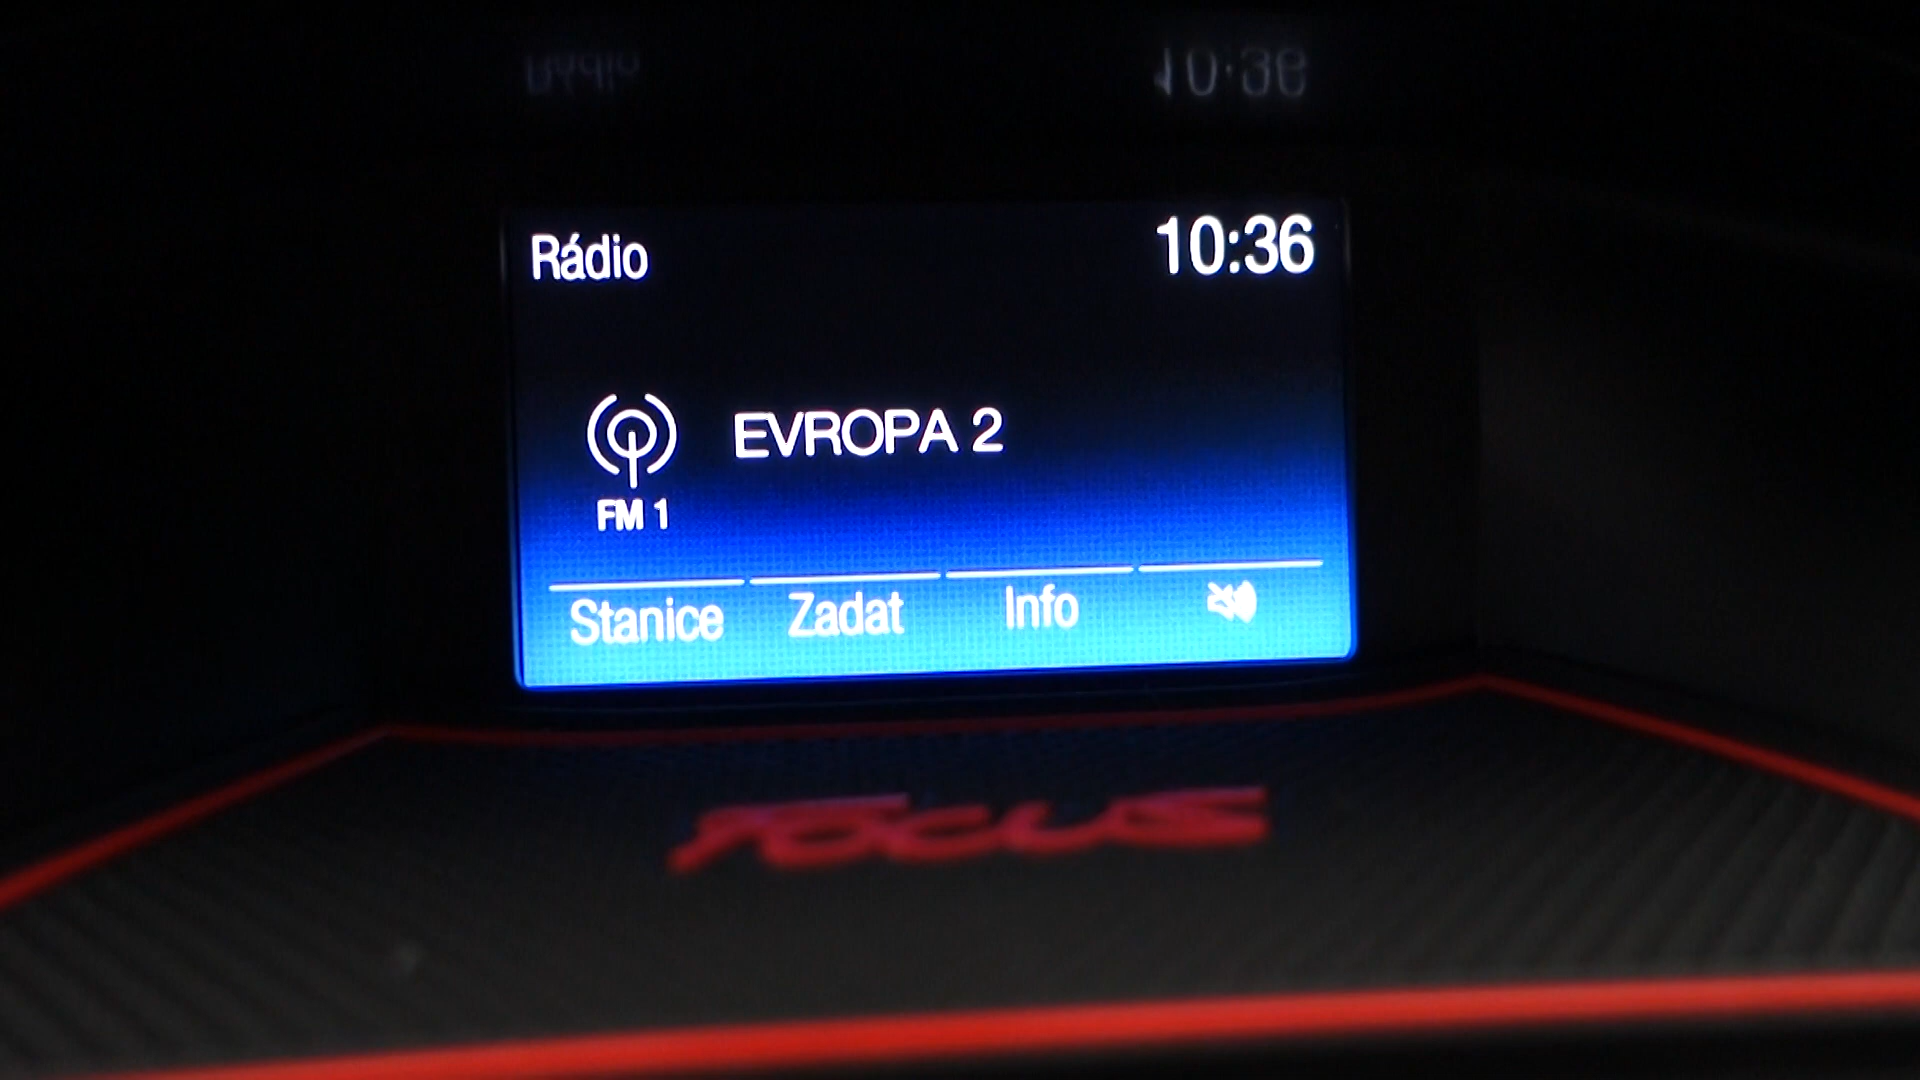 Rádio 10:36
EVROPA 2
FM 1
Stanice Zadat Info
FOCUS